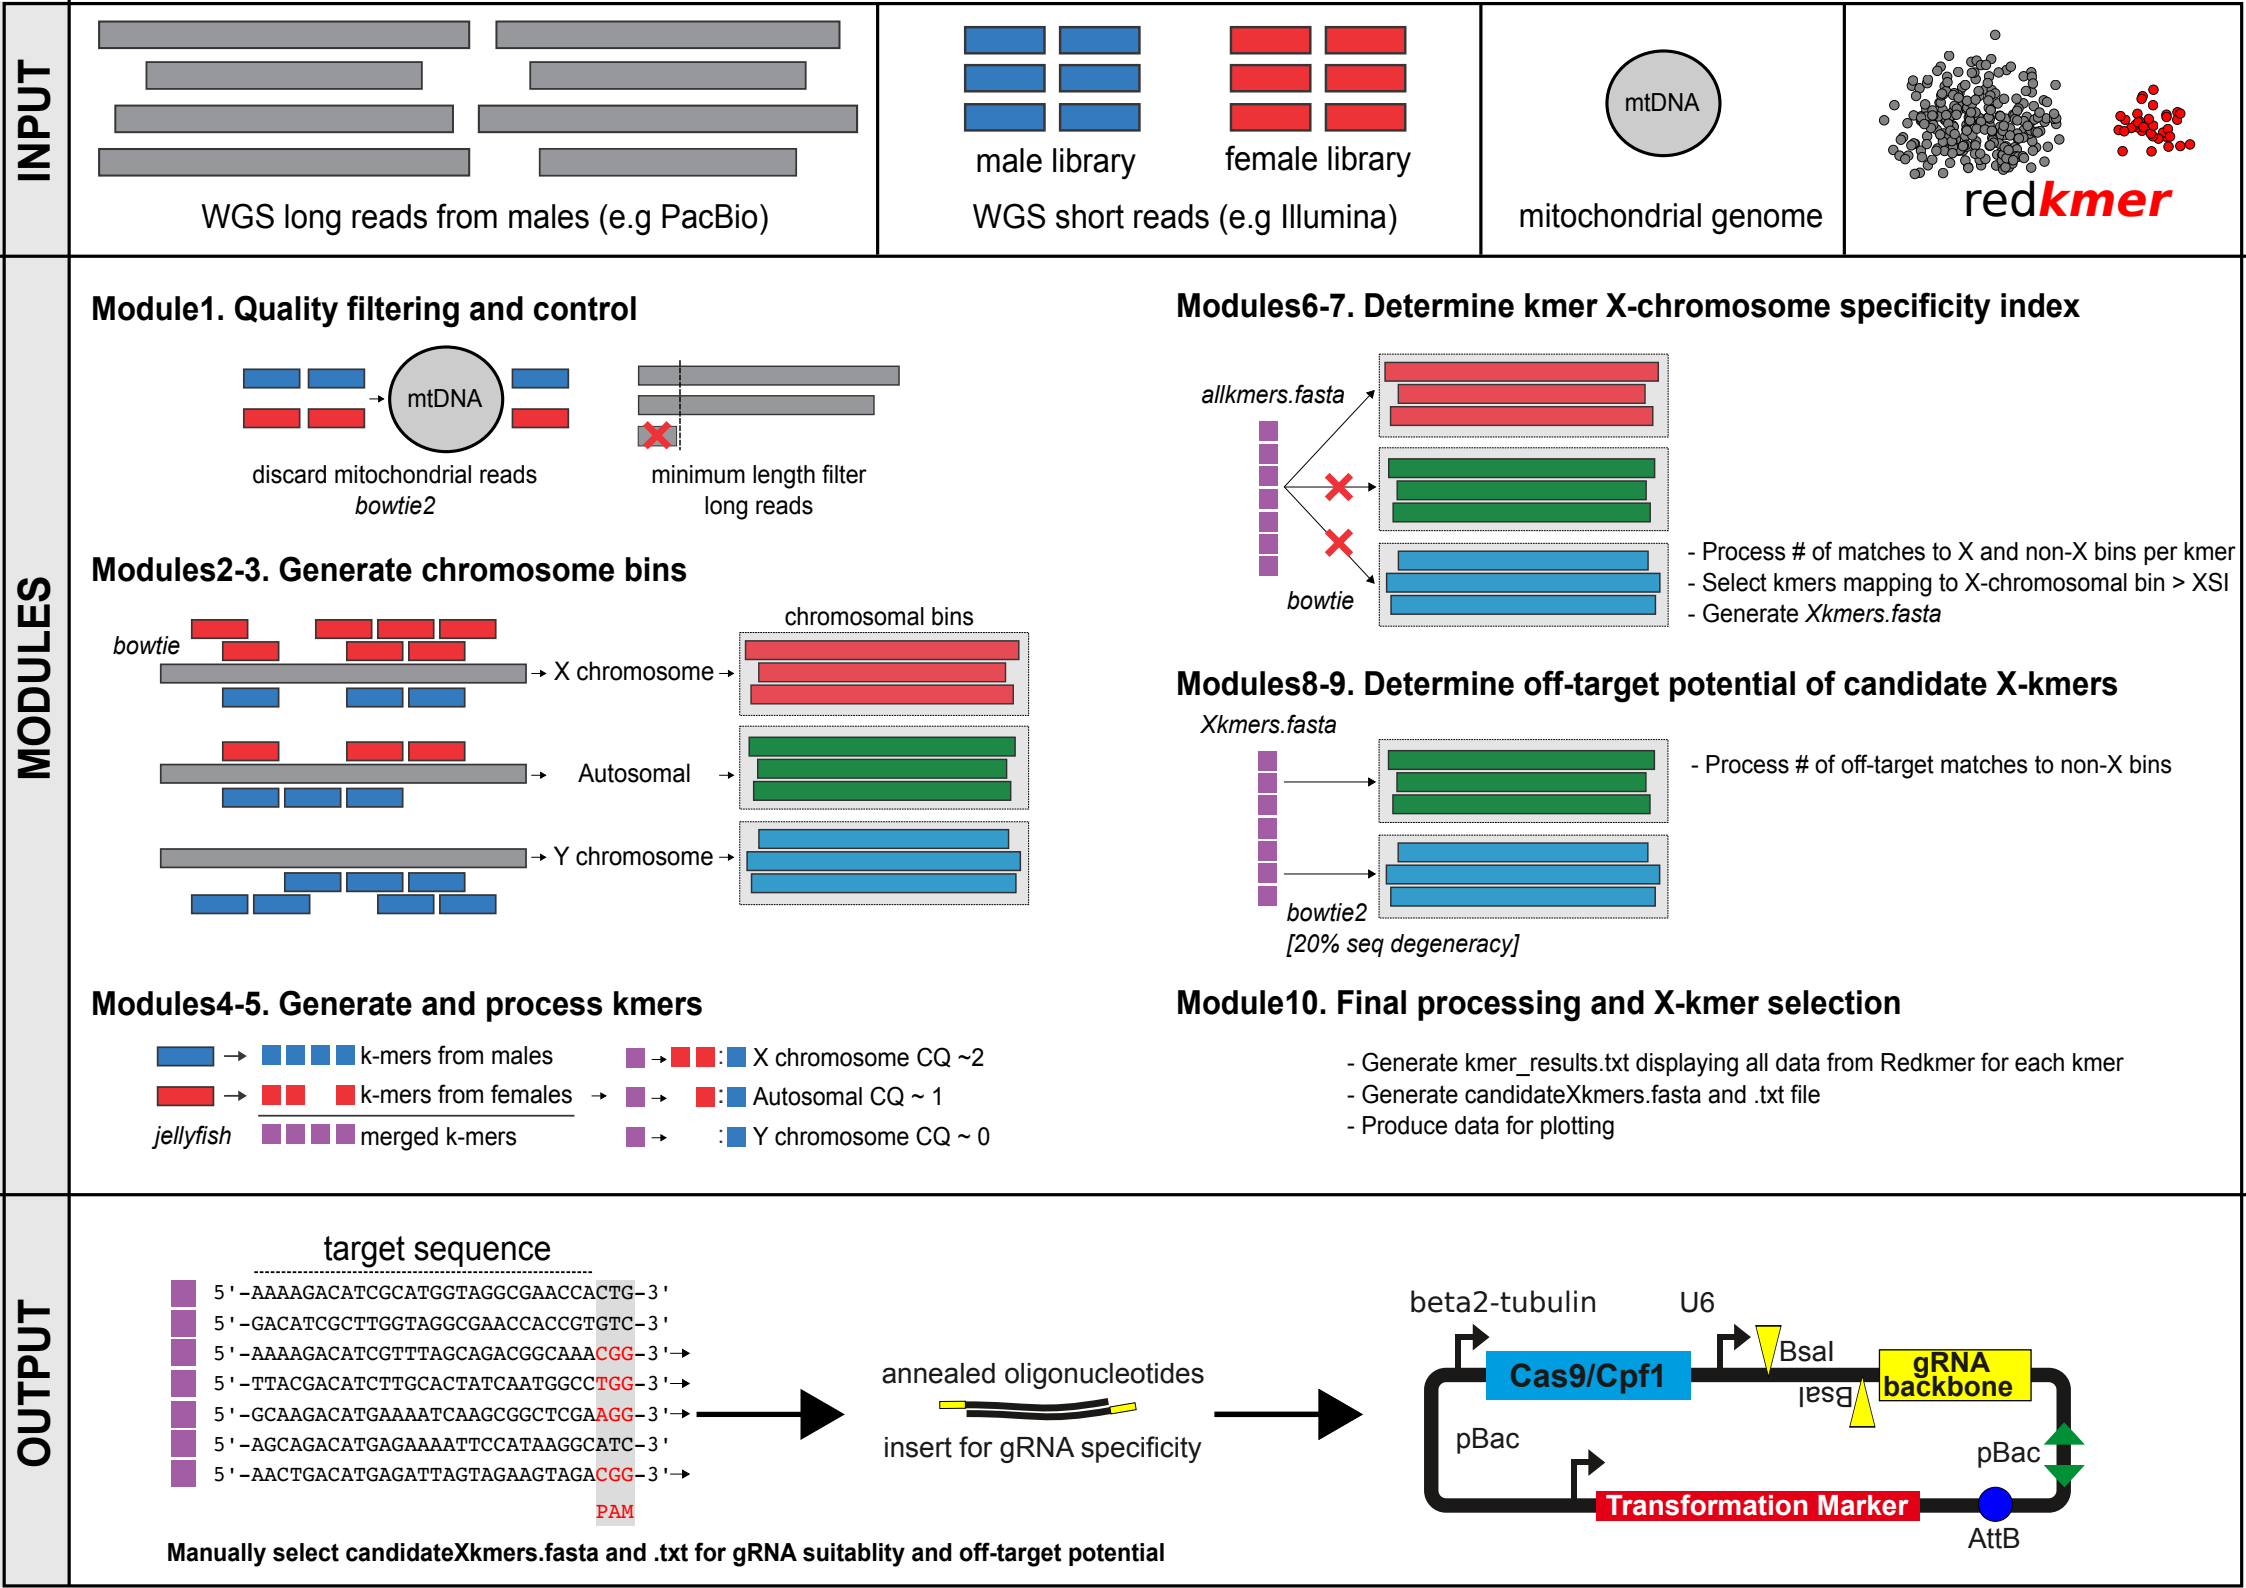 INPUT
WGS long reads from males (e.g PacBio)
male library
female library
WGS short reads (e.g Illumina)
mtDNA
mitochondrial genome
redkmer
MODULES
Module1. Quality filtering and control
mtDNA
discard mitochondrial reads
bowtie2
minimum length filter
long reads
Modules2-3. Generate chromosome bins
chromosomal bins
bowtie
X chromosome
Autosomal
Y chromosome
Modules4-5. Generate and process kmers
k-mers from males
k-mers from females
jellyfish
merged k-mers
: X chromosome CQ ~2
: Autosomal CQ ~ 1
: Y chromosome CQ ~ 0
Modules6-7. Determine kmer X-chromosome specificity index
allkmers.fasta
bowtie
- Process # of matches to X and non-X bins per kmer
- Select kmers mapping to X-chromosomal bin > XSI
- Generate Xkmers.fasta
Modules8-9. Determine off-target potential of candidate X-kmers
Xkmers.fasta
- Process # of off-target matches to non-X bins
bowtie2
[20% seq degeneracy]
Module10. Final processing and X-kmer selection
- Generate kmer_results.txt displaying all data from Redkmer for each kmer
- Generate candidateXkmers.fasta and .txt file
- Produce data for plotting
OUTPUT
target sequence
5'-AAAAGACATCGCATGGTAGGCGAACCACTG-3'
5'-GACATCGCTTGGTAGGCGAACCACCGTGTC-3'
5'-AAAAGACATCGTTTAGCAGACGGCAAACGG-3'
5'-TTACGACATCTTGCACTATCAATGGCCTGG-3'
5'-GCAAGACATGAAAATCAAGCGGCTCGAAGG-3'
5'-AGCAGACATGAGAAAATTCCATAAGGCATC-3'
5'-AACTGACATGAGATTAGTAGAAGTAGACGG-3'
PAM
Manually select candidateXkmers.fasta and .txt for gRNA suitablity and off-target potential
annealed oligonucleotides
insert for gRNA specificity
beta2-tubulin
U6
BsaI
Cas9/Cpf1
gRNA
backbone
BsaI
pBac
pBac
Transformation Marker
AttB